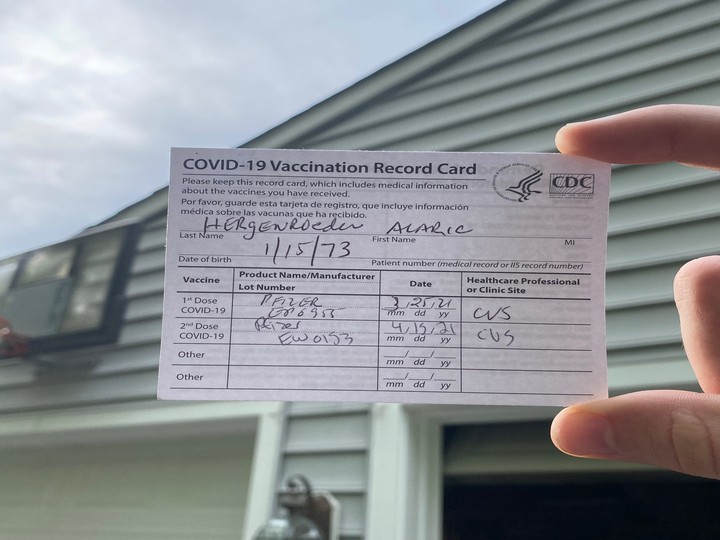 COVID-19 Vaccination Record Card
CDC
Please keep this record card, which includes medical information
about the vaccines you have received.
Por favor, guarde esta tarjeta de registro, que incluye información
médica sobre las vacunas que ha recibido.
HERGENROEDER ALARIC
Last Name First Name MI
1/15/73
Date of birth Patient number (medical record or IIS record number)
Vaccine Product Name/Manufacturer Lot Number Date Healthcare Professional or Clinic Site
1st Dose COVID-19 PFIZER 25/21 mm dd yy CVS
2nd Dose COVID-19 Pfizer EW0153 4/15/21 mm dd yy CVS
Other / / mm dd yy
Other / / mm dd yy